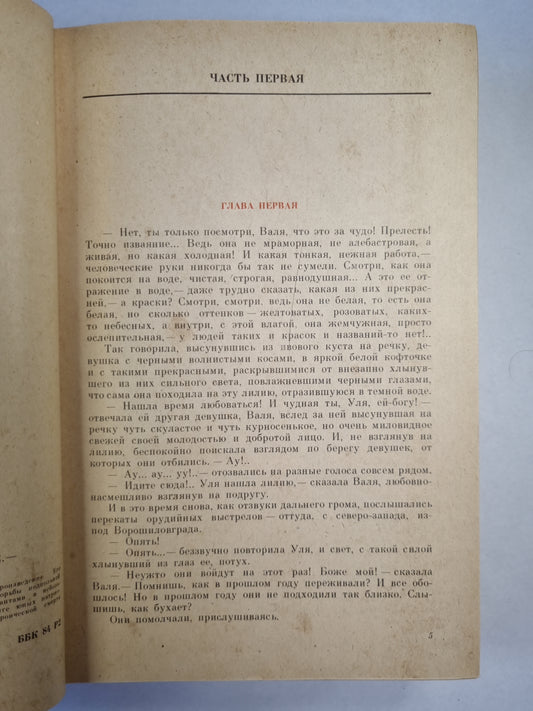 ЧАСТЬ ПЕРВАЯ
ГЛАВА ПЕРВАЯ
— Нет, ты только посмотри, Валя, что это за чудо! Прелесть!
Точно изваяние... Ведь она не мраморная, не алебастровая, а
живая, но какая холодная! И какая тонкая, нежная работа,—
человеческие руки никогда бы так не сумели. Смотри, как она
покоится на воде, чистая, строгая, равнодушная... А это ее от-
ражение в воде,— даже трудно сказать, какая из них прекрас-
ней,— а краски? Смотри, смотри, ведь она не белая, то есть она
белая, но сколько оттенков — желтоватых, розоватых, каких-
то небесных, а внутри, с этой влагой, она жемчужная, просто
ослепительная,— у людей таких и красок и названий-то нет!..
Так говорила, высунувшись из ивового куста на речку, де-
вушка с черными волнистыми косами, в яркой белой кофточке
и с такими прекрасными, раскрывшимися от внезапно хлынув-
шего из них сильного света, повлажневшими черными глазами,
что сама она походила на эту лилию, отразившуюся в темной воде.
— Нашла время любоваться! И чудная ты, Уля, ей-богу! —
отвечала ей другая девушка, Валя, вслед за ней высунувшая на
речку чуть скуластое и чуть курносенькое, но очень миловидное
свежей своей молодостью и добротой лицо. И, не взглянув на
лилию, беспокойно поискала взглядом по берегу девушек, от
которых они отбились.— Ау!..
— Ау... ау... уу!..— отозвались на разные голоса совсем рядом.
— Идите сюда!.. Уля нашла лилию,— сказала Валя, любовно-
насмешливо взглянув на подругу.
И в это время снова, как отзвуки дальнего грома, послышались
перекаты орудийных выстрелов — оттуда, с северо-запада, из-
под Ворошиловграда.
— Опять!
— Опять...— беззвучно повторила Уля, и свет, с такой силой
хлынувший из глаз ее, потух.
— Неужто они войдут на этот раз! Боже мой! — сказала
Валя.— Помнишь, как в прошлом году переживали? И все обо-
шлось! Но в прошлом году они не подходили так близко. Слы-
шишь, как бухает?
Они помолчали, прислушиваясь.
5
ББК 84 Р2